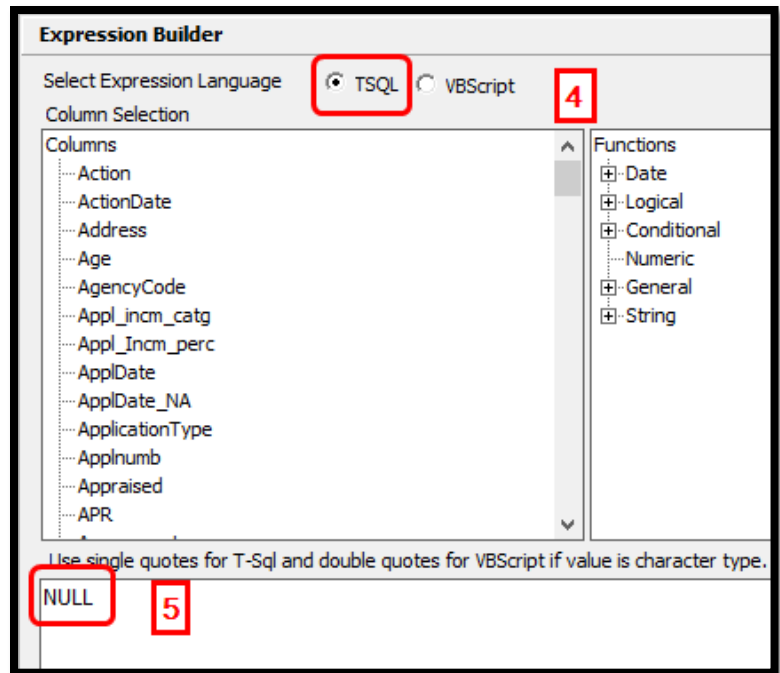 Expression Builder
Select Expression Language TSQL VBScript
4
Column Selection
Columns
Action
ActionDate
Address
Age
AgencyCode
Appl_incm_catg
Appl_Incm_perc
ApplDate
ApplDate_NA
ApplicationType
Applnumb
Appraised
APR
Functions
Date
Logical
Conditional
Numeric
General
String
Use single quotes for T-Sql and double quotes for VBScript if value is character type.
NULL
5